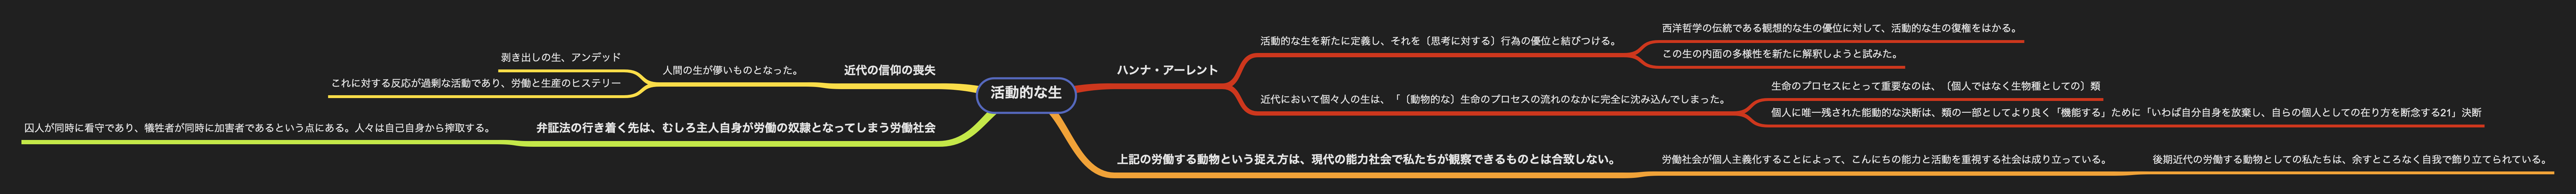 活動的な生
ハンナ・アーレント
活動的な生を新たに定義し、それを〔思考に対する〕行為の優位と結びつける。
西洋哲学の伝統である観想的な生の優位に対して、活動的な生の復権をはかる。
この生の内面の多様性を新たに解釈しようと試みた。
近代において個々人の生は、「〔動物的な〕生命のプロセスの流れのなかに完全に沈み込んでしまった。
生命のプロセスにとって重要なのは、〔個人ではなく生物種としての〕類
個人に唯一残された能動的な決断は、類の一部としてより良く「機能する」ために「いわば自分自身を放棄し、自らの個人としての在り方を断念する21」決断
上記の労働する動物という捉え方は、現代の能力社会で私たちが観察できるものとは合致しない。
労働社会が個人主義化することによって、こんにちの能力と活動を重視する社会は成り立っている。
後期近代の労働する動物としての私たちは、余すところなく自我で飾り立てられている。
近代の信仰の喪失
人間の生が儚いものとなった。
剥き出しの生、アンデッド
これに対する反応が過剰な活動であり、労働と生産のヒステリー
弁証法の行き着く先は、むしろ主人自身が労働の奴隷となってしまう労働社会
囚人が同時に看守であり、犠牲者が同時に加害者であるという点にある。人々は自己自身から搾取する。